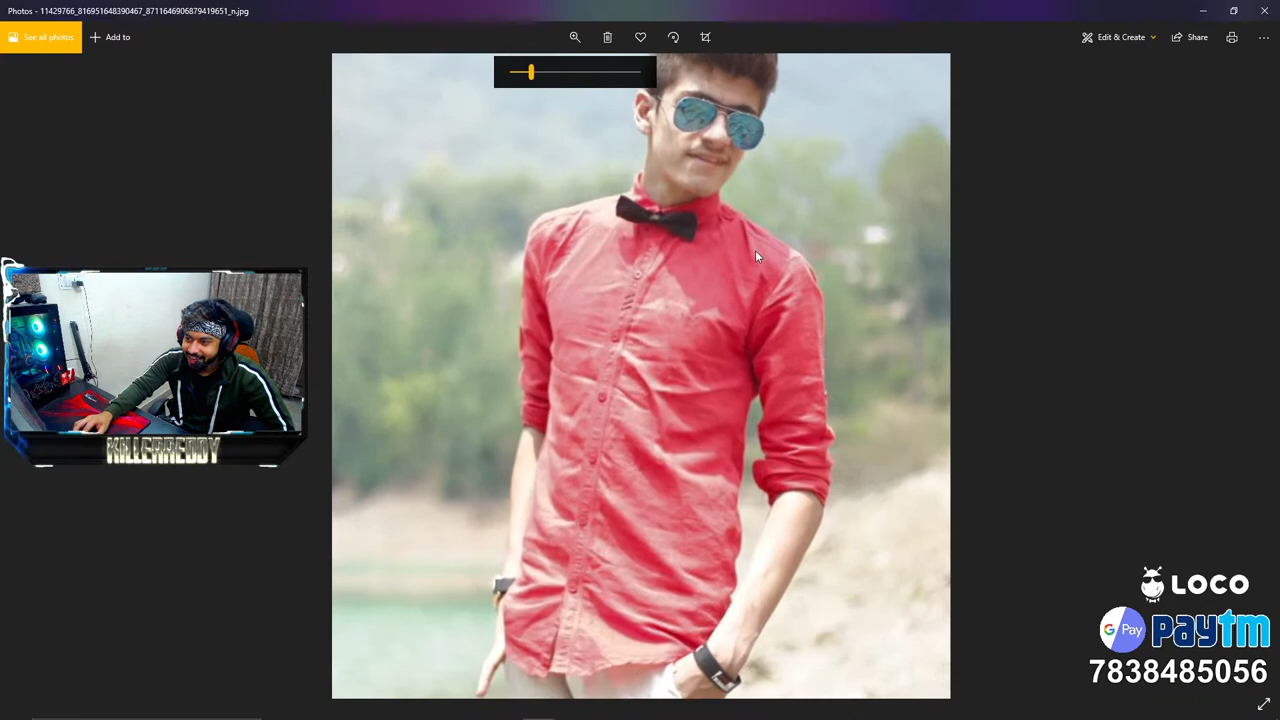 Photos - 11429766_816951648390467_8711646906879419651_n.jpg
See all photos
Add to
Edit & Create
Share
KILLERREDDY
LOCO
G Pay paytm
7838485056